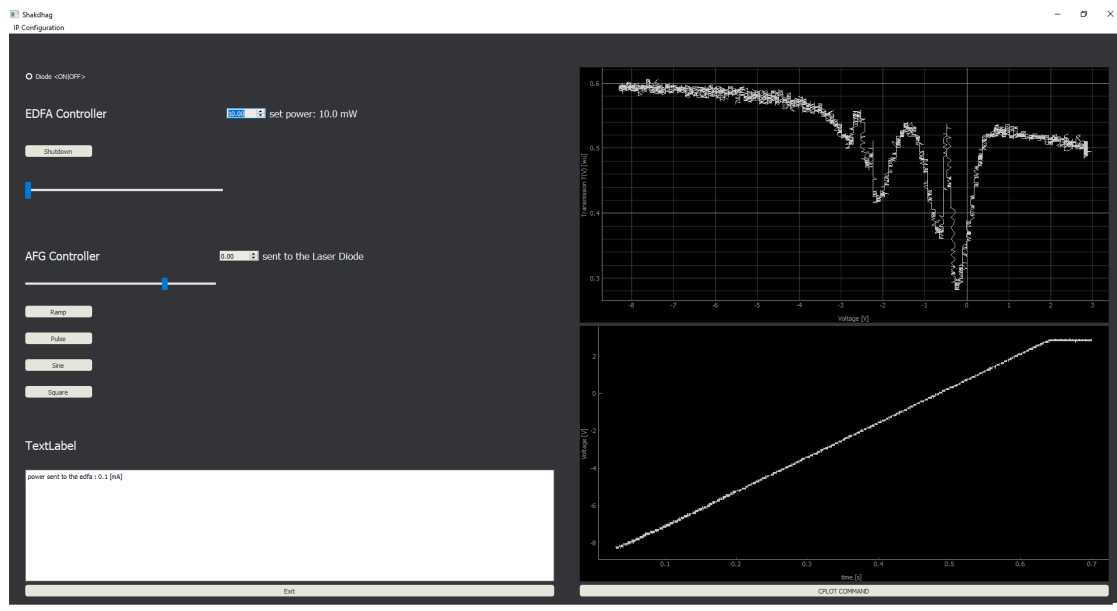 Shakdhag
IP Configuration
Diode <ON|OFF>
EDFA Controller
10.00 set power: 10.0 mW
Shutdown
AFG Controller
0.00 sent to the Laser Diode
Ramp
Pulse
Sine
Square
TextLabel
power sent to the edfa : 0.1 [mA]
Exit
Transmission T(V) [wu]
0.6
0.5
0.4
0.3
-8 -7 -6 -5 -4 -3 -2 -1 0 1 2 3
Voltage [V]
Voltage [V]
2
0
-2
-4
-6
-8
0.1 0.2 0.3 0.4 0.5 0.6 0.7
time [s]
CPLOT COMMAND